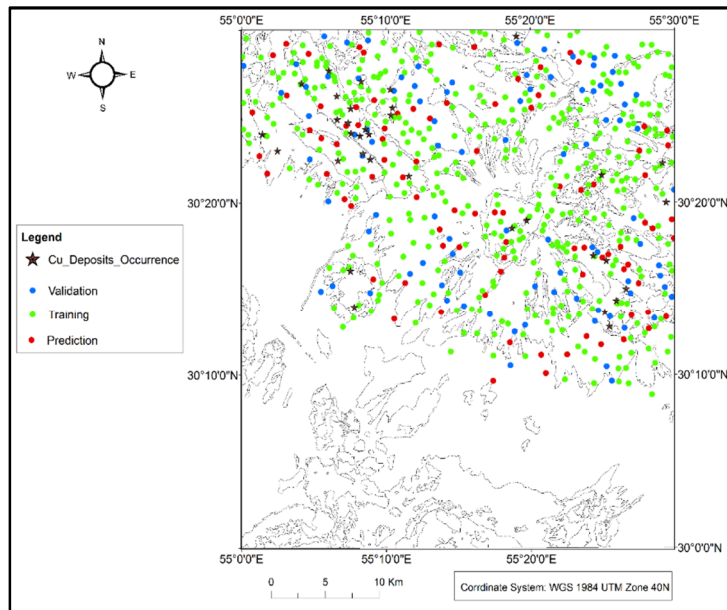 55°0'0"E 55°10'0"E 55°20'0"E 55°30'0"E
N
W E
S
30°20'0"N 30°20'0"N
Legend
Cu_Deposits_Occurrence
Validation
Training
Prediction
30°10'0"N 30°10'0"N
30°0'0"N
55°0'0"E 55°10'0"E 55°20'0"E
0 5 10 Km
Corrdinate System: WGS 1984 UTM Zone 40N